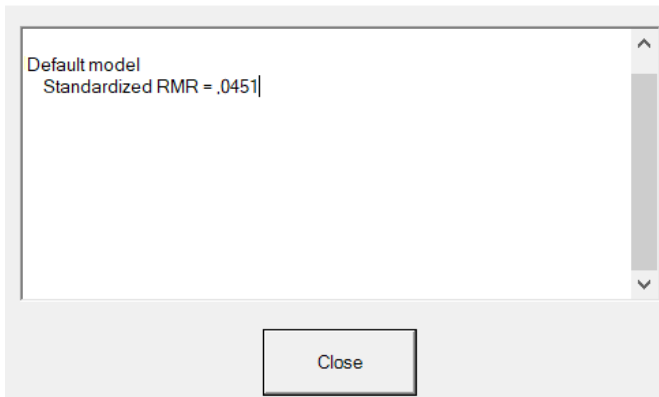 Default model
Standardized RMR = ,0451
Close